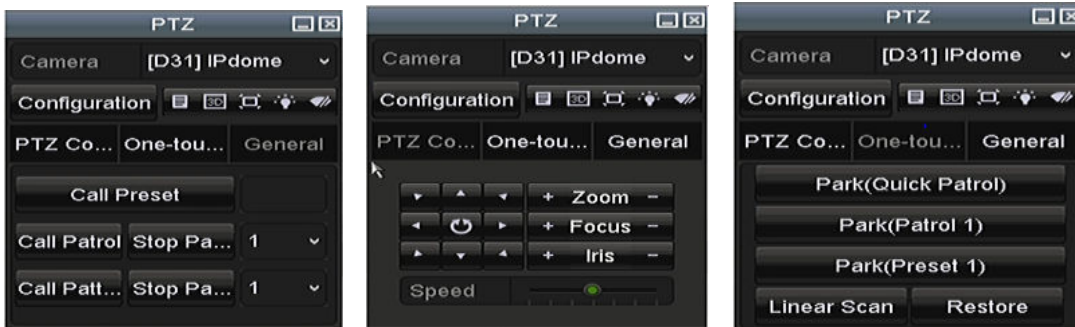 PTZ
Camera [D31] IPdome
Configuration 3D
PTZ Co... One-tou... General
Call Preset
Call Patrol Stop Pa... 1
Call Patt... Stop Pa... 1
PTZ
Camera [D31] IPdome
Configuration 3D
PTZ Co... One-tou... General
+ Zoom -
+ Focus -
+ Iris -
Speed
PTZ
Camera [D31] IPdome
Configuration 3D
PTZ Co... One-tou... General
Park(Quick Patrol)
Park(Patrol 1)
Park(Preset 1)
Linear Scan Restore